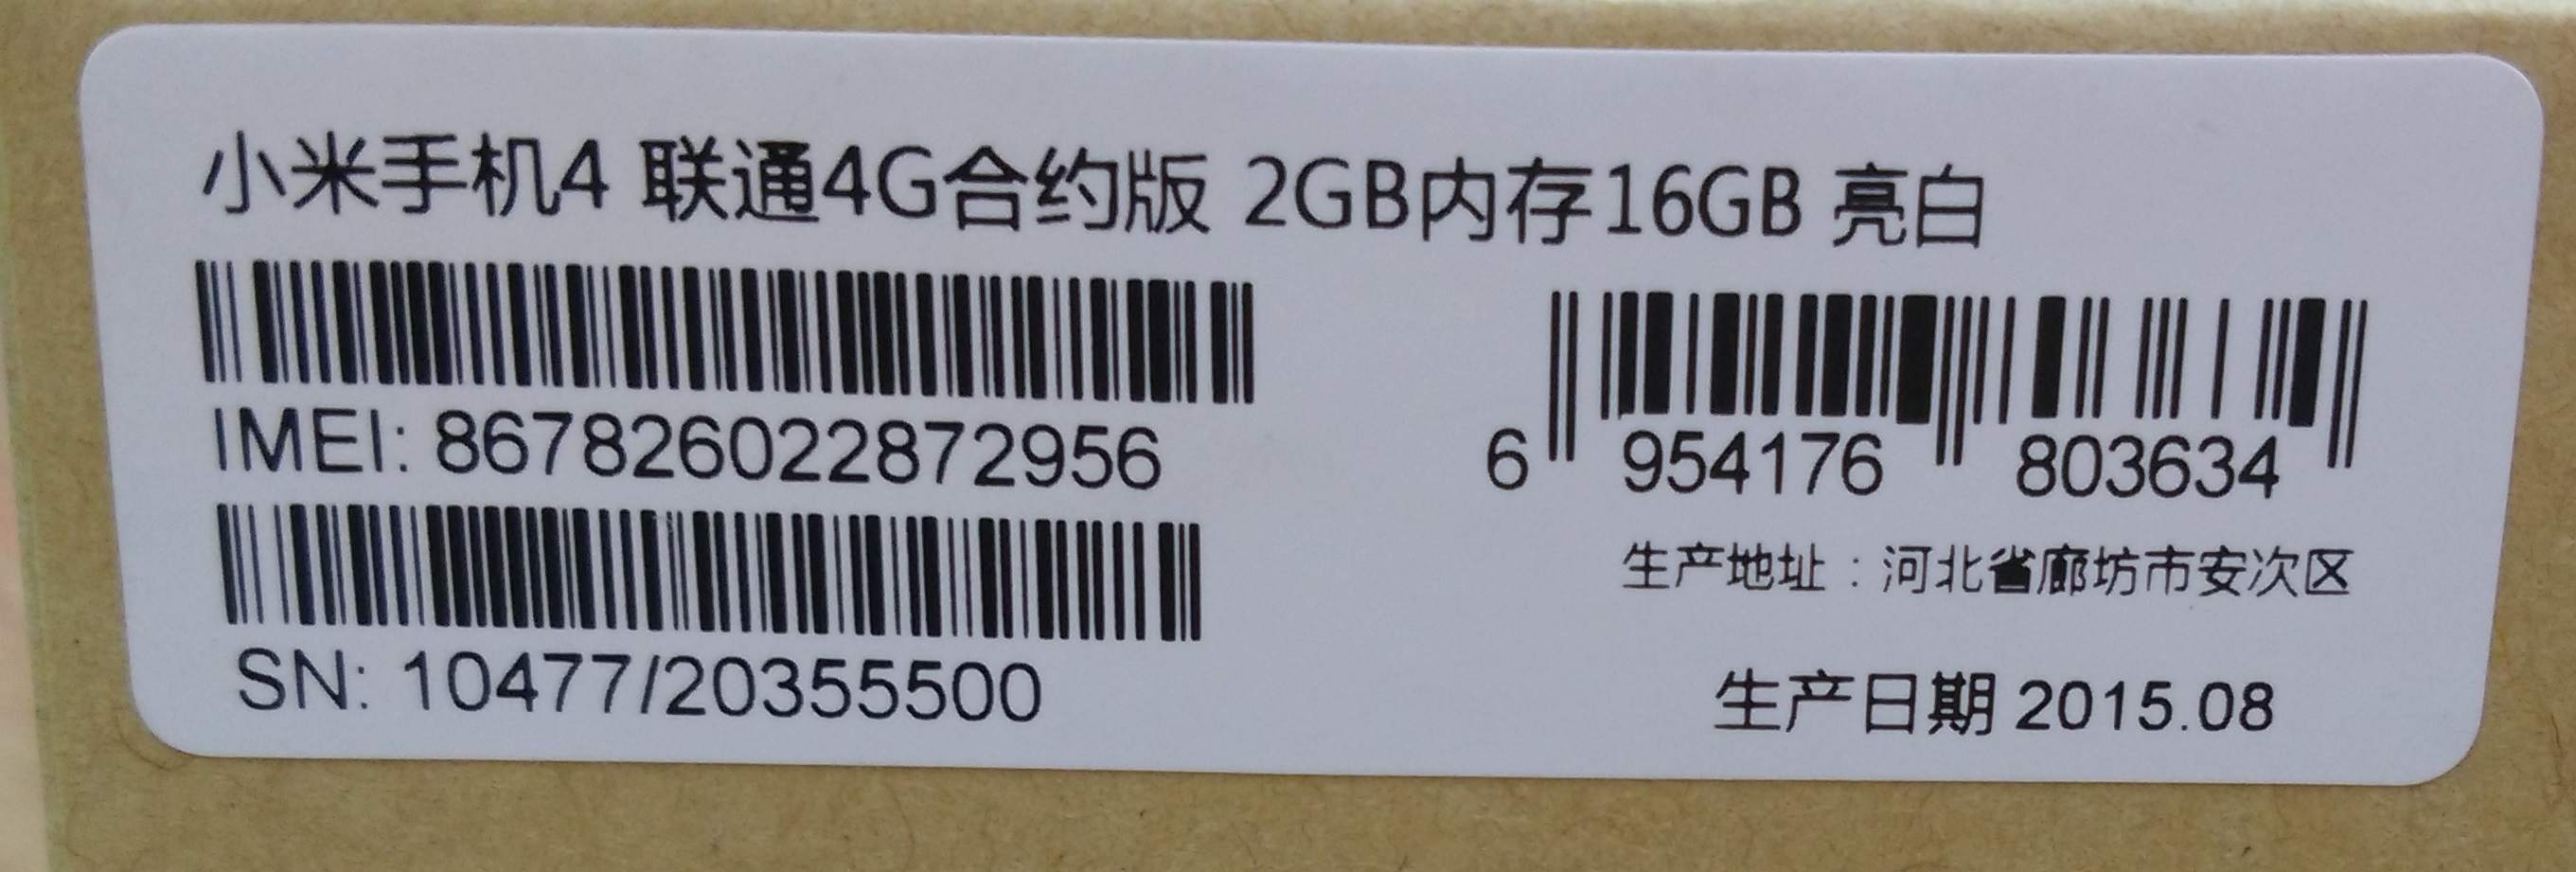 小米手机4 联通4G合约版 2GB内存16GB 亮白
IMEI: 867826022872956
SN: 10477/20355500
6 954176 803634
生产地址：河北省廊坊市安次区
生产日期 2015.08